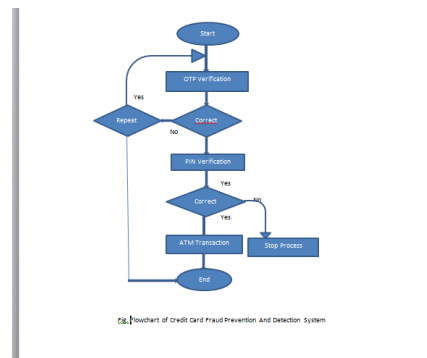 Start
OTP Verification
Yes
Repeat
Correct
No
PIN Verification
Yes
Correct
No
Yes
ATM Transaction
Stop Process
End
Fig. Flowchart of Credit Card Fraud Prevention And Detection System